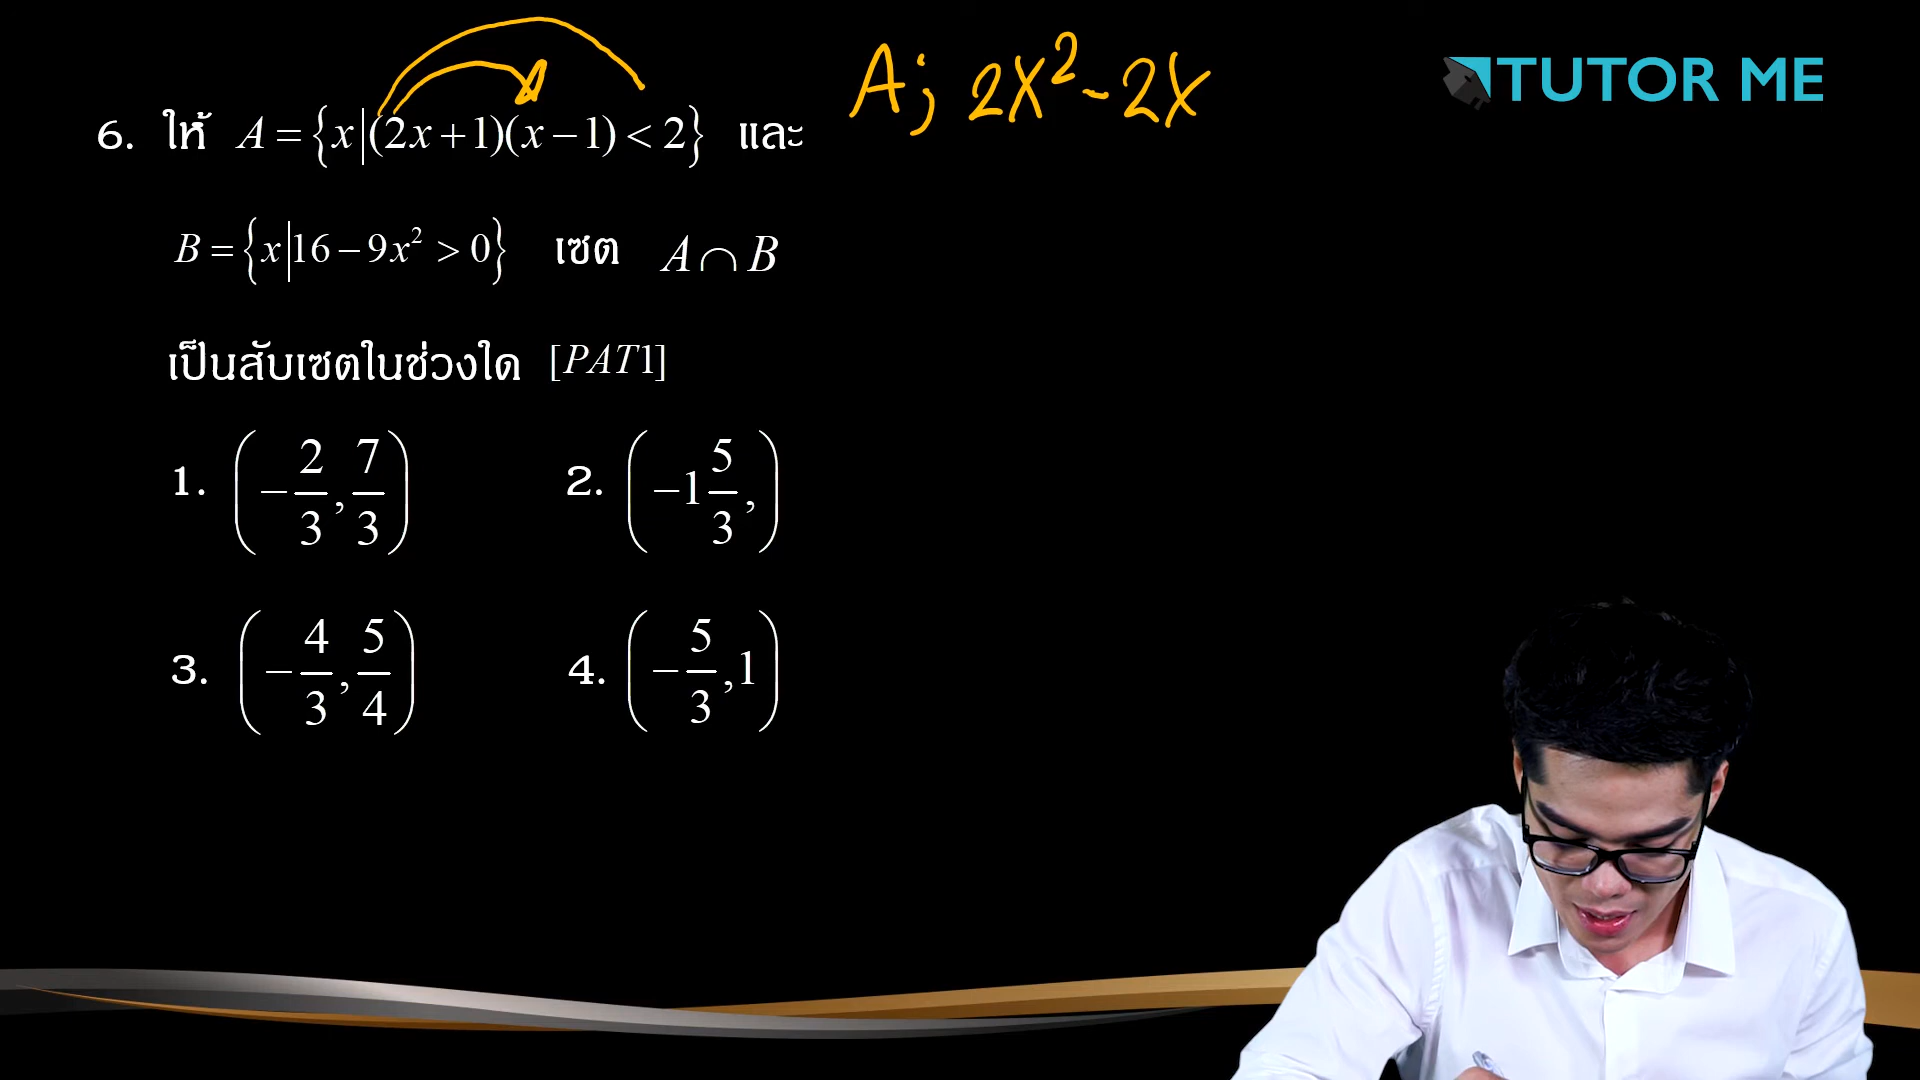 A; 2x² - 2x
TUTOR ME
6. ให้ A = {x|(2x+1)(x−1) < 2} และ
B = {x|16−9x² > 0} เซต A ∩ B
เป็นสับเซตในช่วงใด [PAT1]
1. (−2/3, 7/3) 2. (−1 5/3, )
3. (−4/3, 5/4) 4. (−5/3, 1)